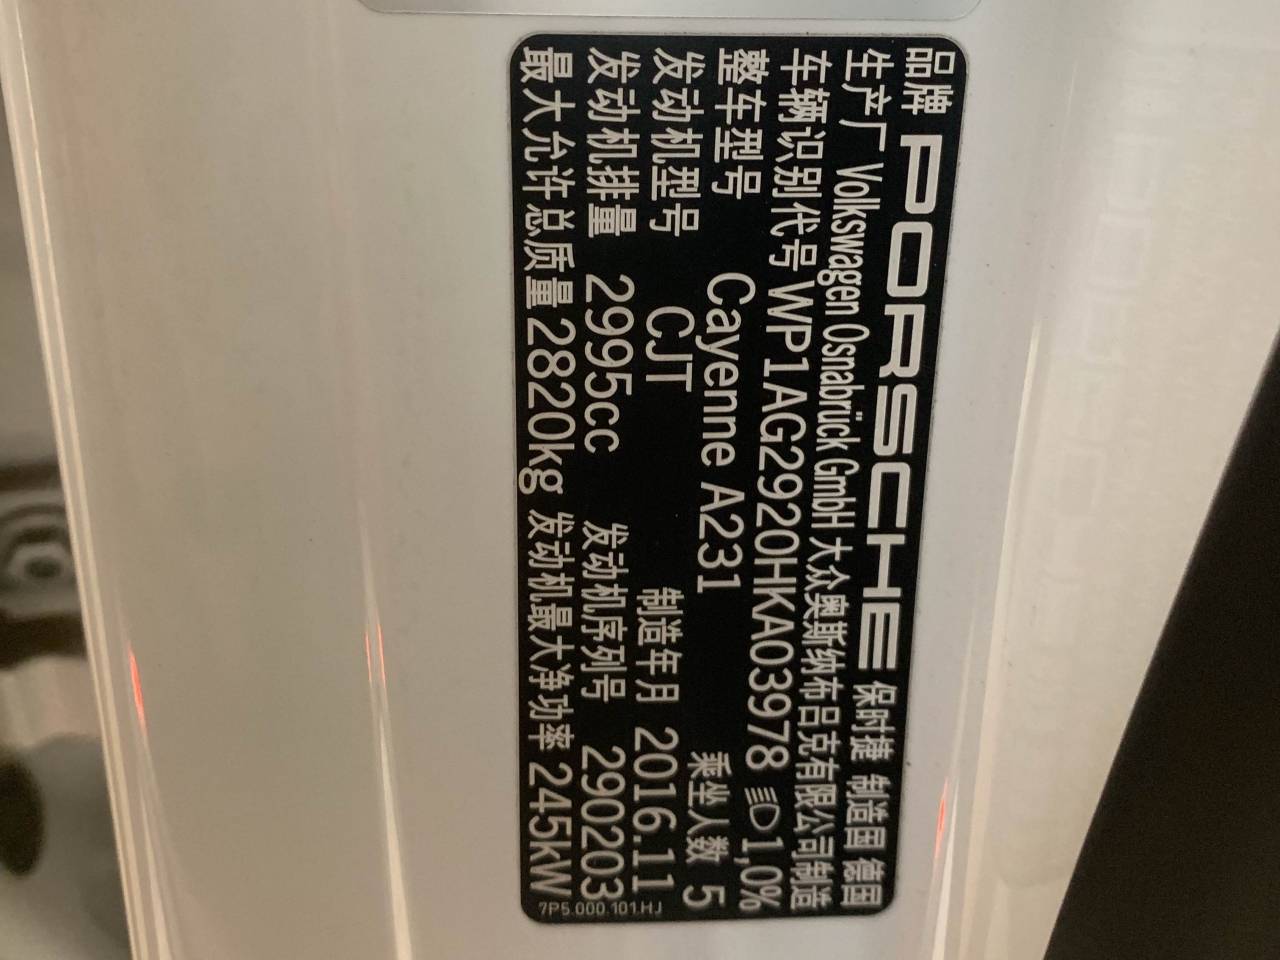 品牌 PORSCHE 保时捷 制造国 德国
生产厂 Volkswagen Osnabrück GmbH 大众奥斯纳布吕克有限公司制造
车辆识别代号 WP1AG2920HKA03978 1,0%
整车型号 Cayenne A231 乘坐人数 5
发动机型号 CJT 制造年月 2016.11
发动机排量 2995cc 发动机序列号 290203
最大允许总质量 2820kg 发动机最大净功率 245kW
7P5.000.101.HJ